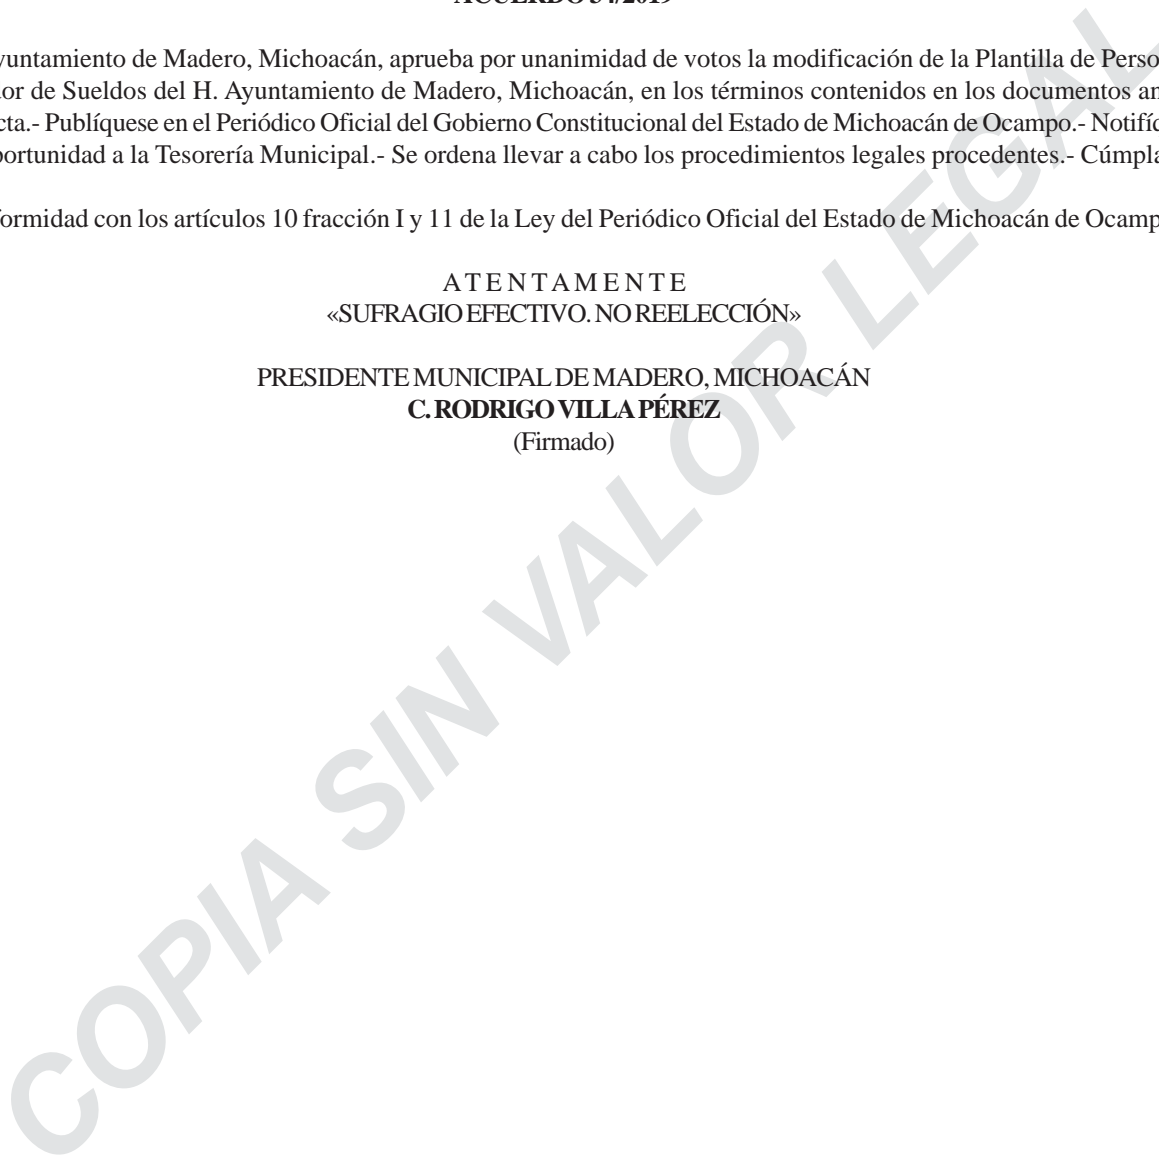 yuntamiento de Madero, Michoacán, aprueba por unanimidad de votos la modificación de la Plantilla de Perso
or de Sueldos del H. Ayuntamiento de Madero, Michoacán, en los términos contenidos en los documentos an
cta.- Publíquese en el Periódico Oficial del Gobierno Constitucional del Estado de Michoacán de Ocampo.- Notifíc
portunidad a la Tesorería Municipal.- Se ordena llevar a cabo los procedimientos legales procedentes.- Cúmpla
formidad con los artículos 10 fracción I y 11 de la Ley del Periódico Oficial del Estado de Michoacán de Ocamp
A T E N T A M E N T E
«SUFRAGIO EFECTIVO. NO REELECCIÓN»
PRESIDENTE MUNICIPAL DE MADERO, MICHOACÁN
C. RODRIGO VILLA PÉREZ
(Firmado)
COPIA SIN VALOR LEGAL